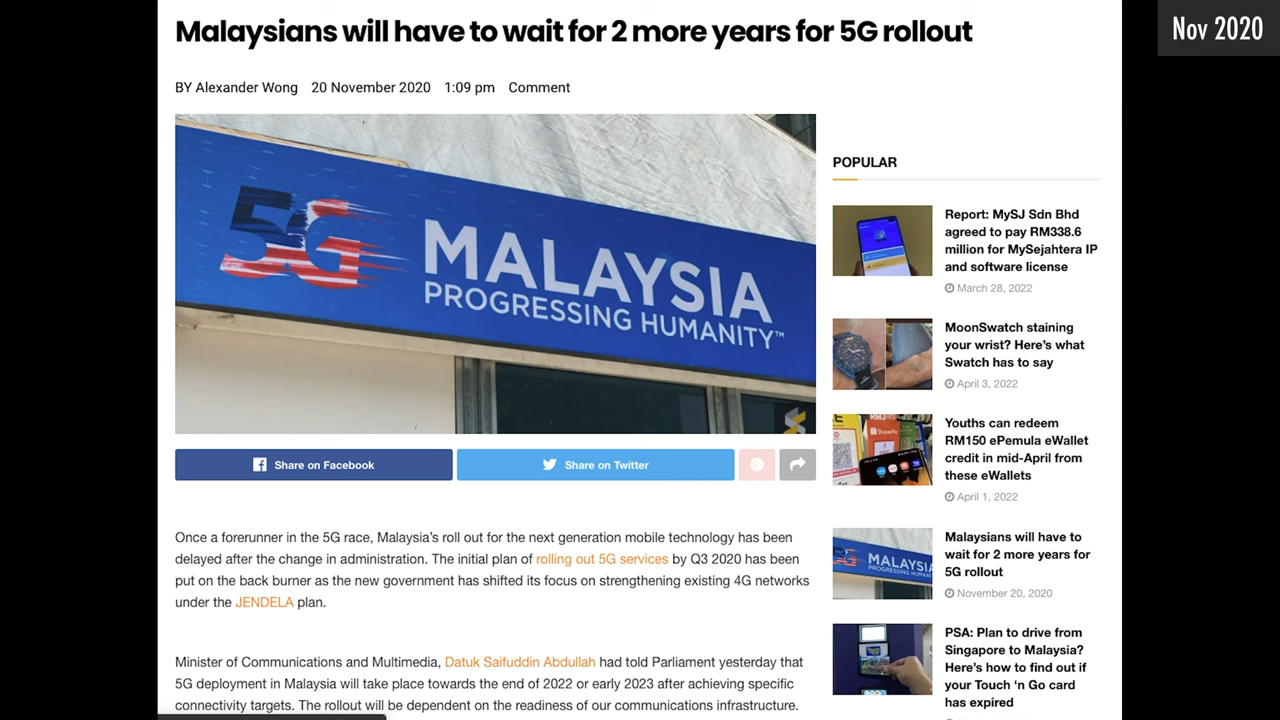 Nov 2020
Malaysians will have to wait for 2 more years for 5G rollout
BY Alexander Wong 20 November 2020 1:09 pm Comment
5G MALAYSIA
PROGRESSING HUMANITY™
Share on Facebook
Share on Twitter
Once a forerunner in the 5G race, Malaysia's roll out for the next generation mobile technology has been
delayed after the change in administration. The initial plan of rolling out 5G services by Q3 2020 has been
put on the back burner as the new government has shifted its focus on strengthening existing 4G networks
under the JENDELA plan.
Minister of Communications and Multimedia, Datuk Saifuddin Abdullah had told Parliament yesterday that
5G deployment in Malaysia will take place towards the end of 2022 or early 2023 after achieving specific
connectivity targets. The rollout will be dependent on the readiness of our communications infrastructure.
POPULAR
Report: MySJ Sdn Bhd
agreed to pay RM338.6
million for MySejahtera IP
and software license
March 28, 2022
MoonSwatch staining
your wrist? Here's what
Swatch has to say
April 3, 2022
Youths can redeem
RM150 ePemula eWallet
credit in mid-April from
these eWallets
April 1, 2022
MALAYSIA
PROGRESSING HUMAN
Malaysians will have to
wait for 2 more years for
5G rollout
November 20, 2020
PSA: Plan to drive from
Singapore to Malaysia?
Here's how to find out if
your Touch 'n Go card
has expired